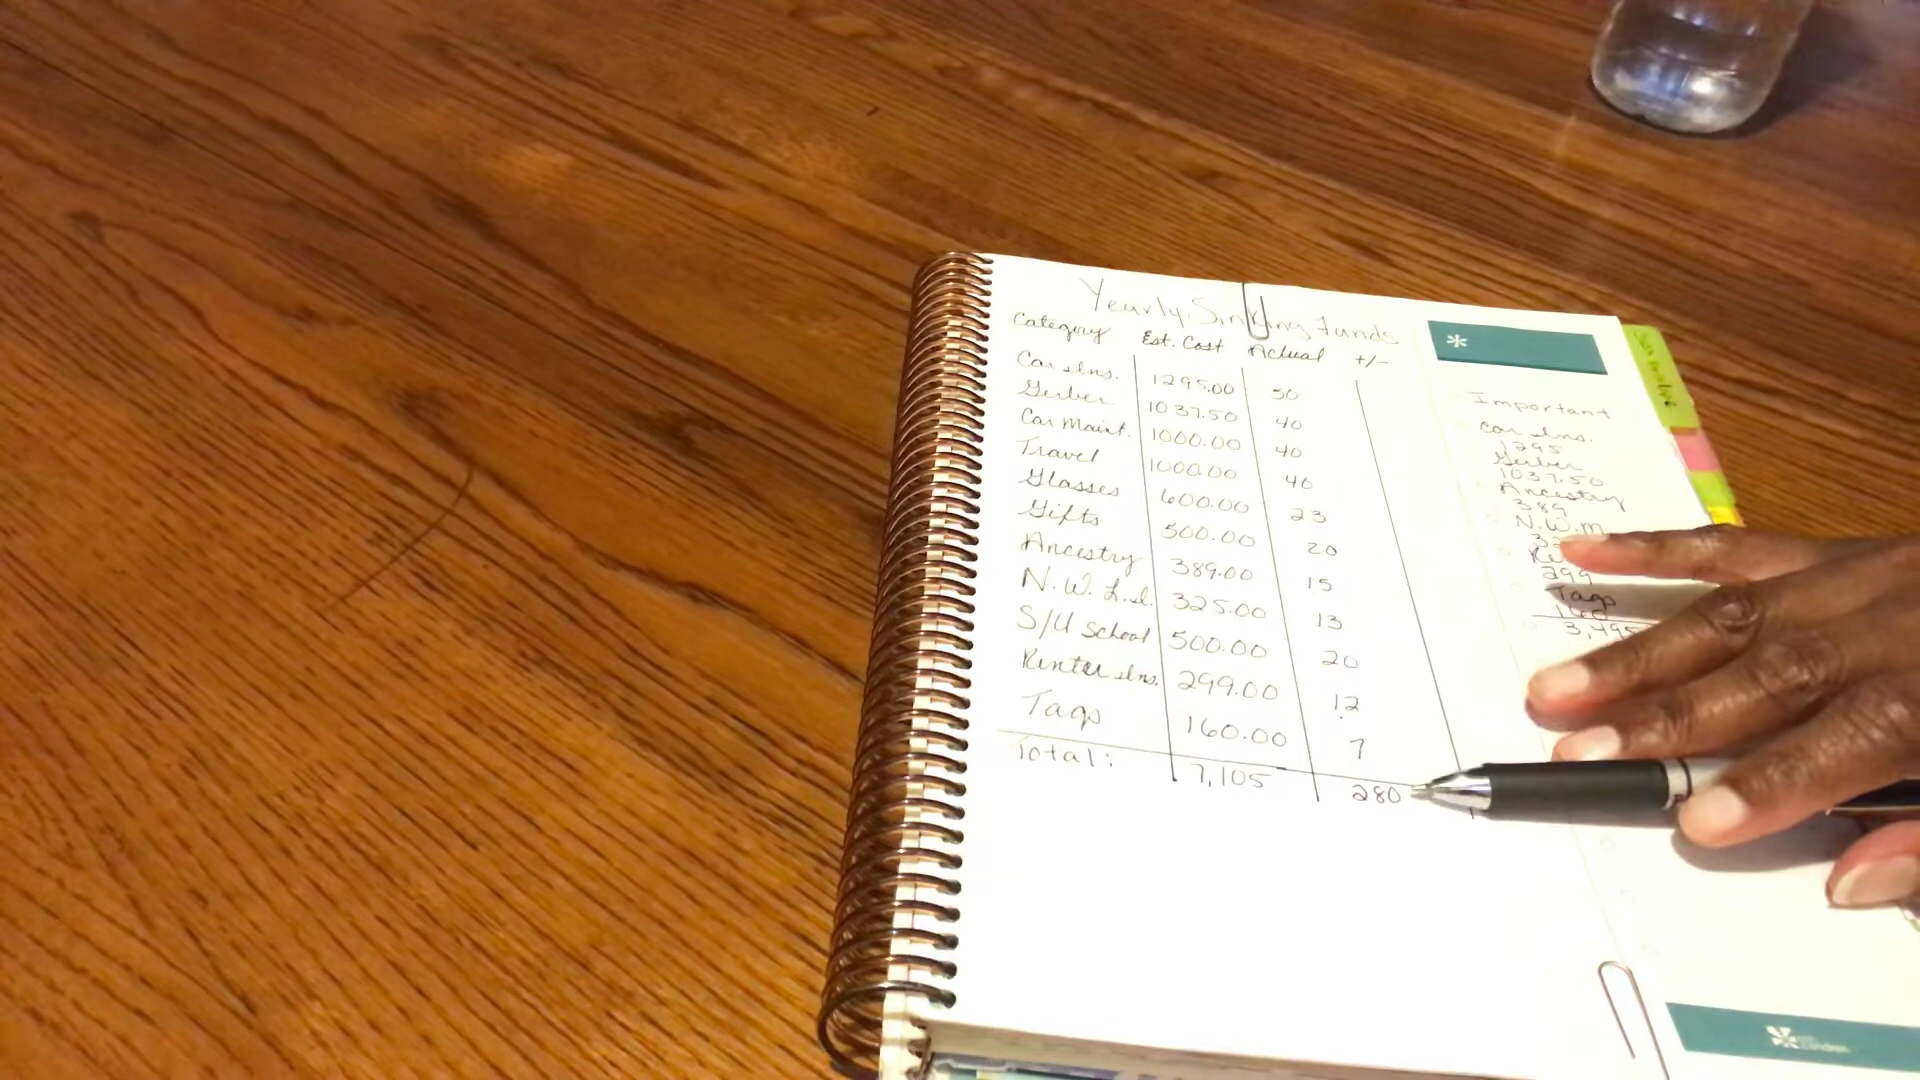 Yearly Sinking Funds
Category Est. Cost Actual +/-
Car Ins. 1295.00 50
Gerber 1037.50 40
Car Maint. 1000.00 40
Travel 1000.00 40
Glasses 600.00 23
Gifts 500.00 20
Ancestry 389.00 15
N.W. L.I. 325.00 13
S/U School 500.00 20
Renter Ins. 299.00 12
Tags 160.00 7
Total: 7,105 280
Important
Car Ins.
1295
Gerber
1037.50
Ancestry
389
N.W.M
299
Tags
160